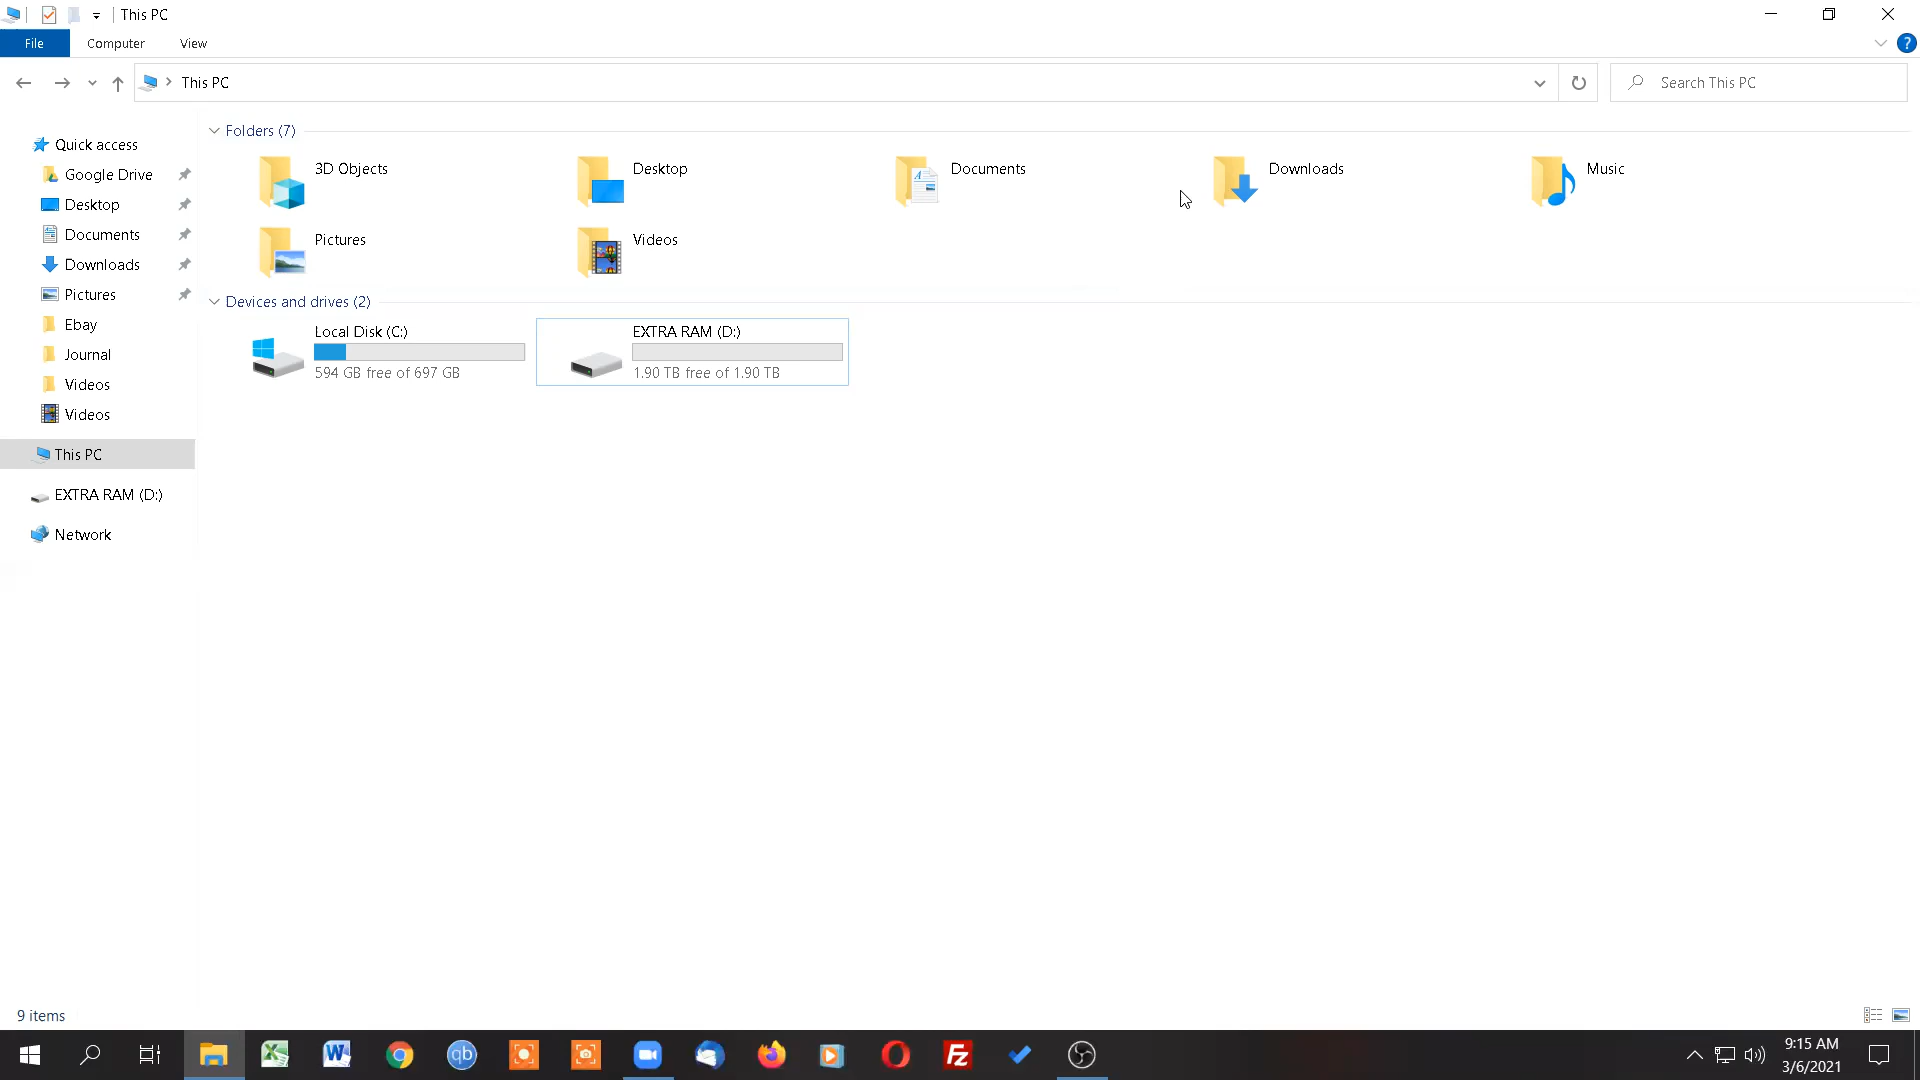 This PC
File Computer View
This PC
Search This PC
Quick access
Google Drive
Desktop
Documents
Downloads
Pictures
Ebay
Journal
Videos
Videos
This PC
EXTRA RAM (D:)
Network
Folders (7)
3D Objects
Desktop
Documents
Downloads
Music
Pictures
Videos
Devices and drives (2)
Local Disk (C:)
594 GB free of 697 GB
EXTRA RAM (D:)
1.90 TB free of 1.90 TB
9 items
9:15 AM
3/6/2021